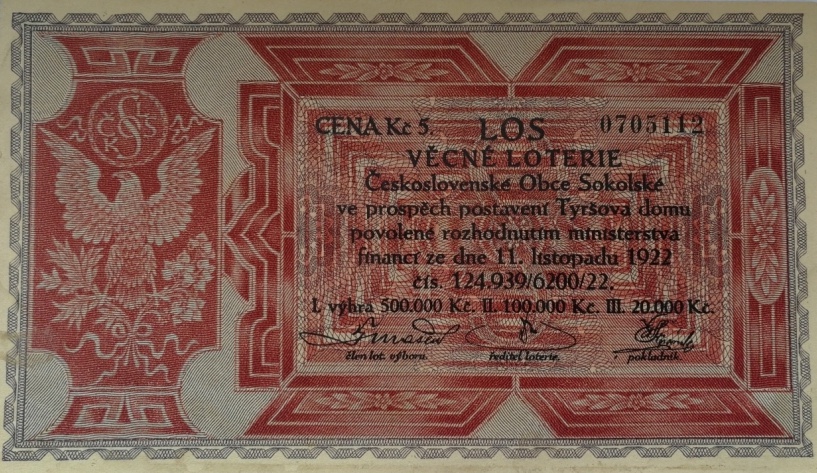 CENA Kč 5. LOS 0705112
VĚCNÉ LOTERIE
Československé Obce Sokolské
ve prospěch postavení Tyršova domu
povolené rozhodnutím ministerstva
financí ze dne 11. listopadu 1922
čís. 124.939/6200/22.
I. výhra 500.000 Kč. II. 100.000 Kč. III. 20.000 Kč.
člen lot. výboru. ředitel loterie. pokladník.